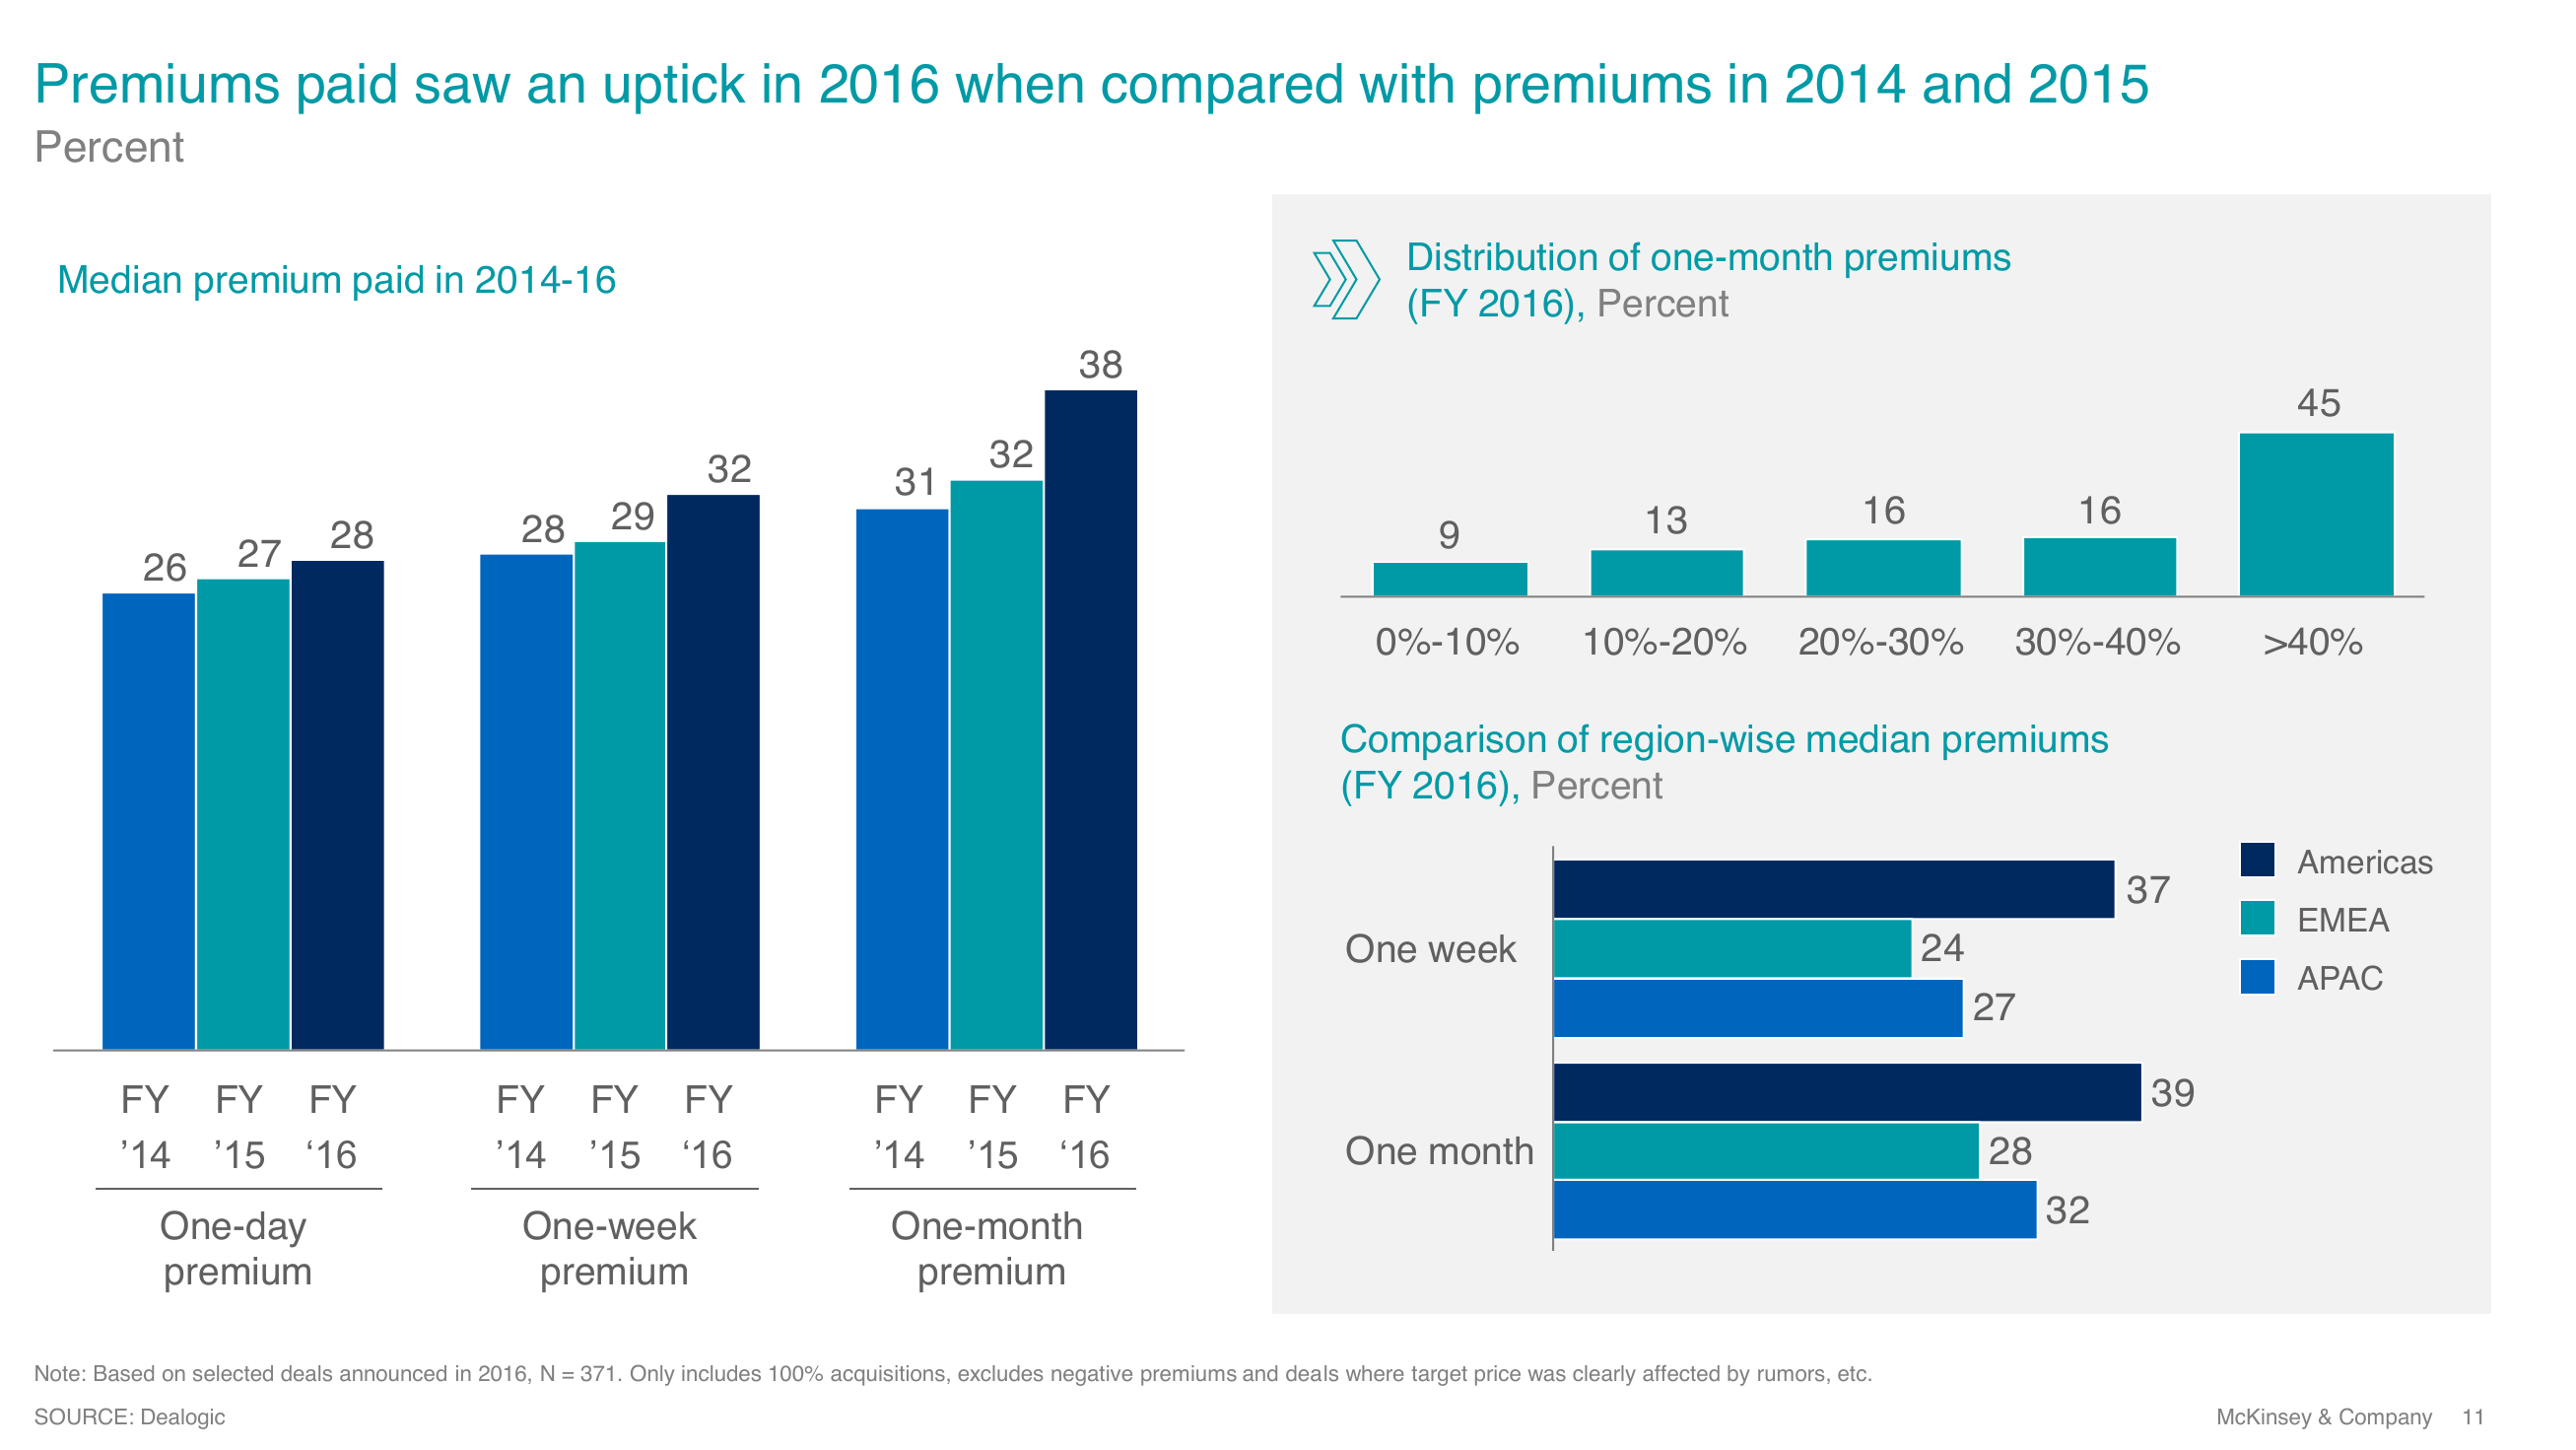 Premiums paid saw an uptick in 2016 when compared with premiums in 2014 and 2015
Percent
Median premium paid in 2014-16
26
27
28
28
29
32
31
32
38
FY FY FY FY FY FY FY FY FY
’14 ’15 ‘16 ’14 ’15 ‘16 ’14 ’15 ‘16
One-day
premium
One-week
premium
One-month
premium
Distribution of one-month premiums
(FY 2016), Percent
9
13
16
16
45
0%-10% 10%-20% 20%-30% 30%-40% >40%
Comparison of region-wise median premiums
(FY 2016), Percent
One week
37
24
27
One month
39
28
32
Americas
EMEA
APAC
Note: Based on selected deals announced in 2016, N = 371. Only includes 100% acquisitions, excludes negative premiums and deals where target price was clearly affected by rumors, etc.
SOURCE: Dealogic
McKinsey & Company 11